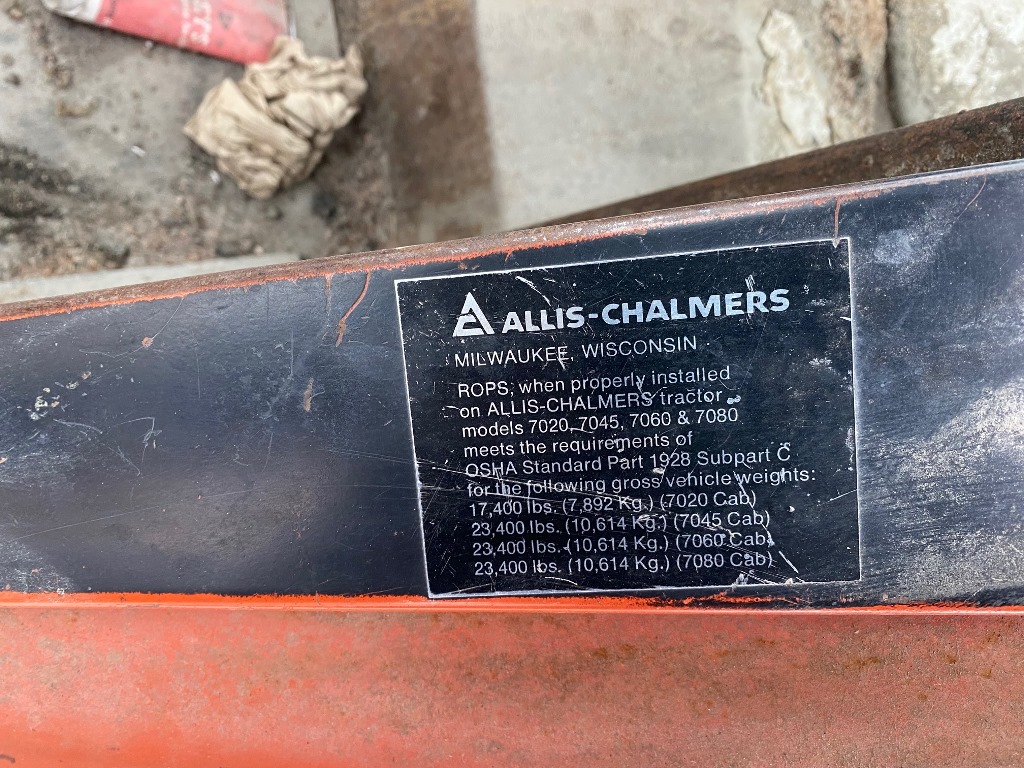 ALLIS-CHALMERS
MILWAUKEE, WISCONSIN
ROPS, when properly installed
on ALLIS-CHALMERS tractor
models 7020, 7045, 7060 & 7080
meets the requirements of
OSHA Standard Part 1928 Subpart C
for the following gross vehicle weights:
17,400 lbs. (7,892 Kg.) (7020 Cab)
23,400 lbs. (10,614 Kg.) (7045 Cab)
23,400 lbs. (10,614 Kg.) (7060 Cab)
23,400 lbs. (10,614 Kg.) (7080 Cab)